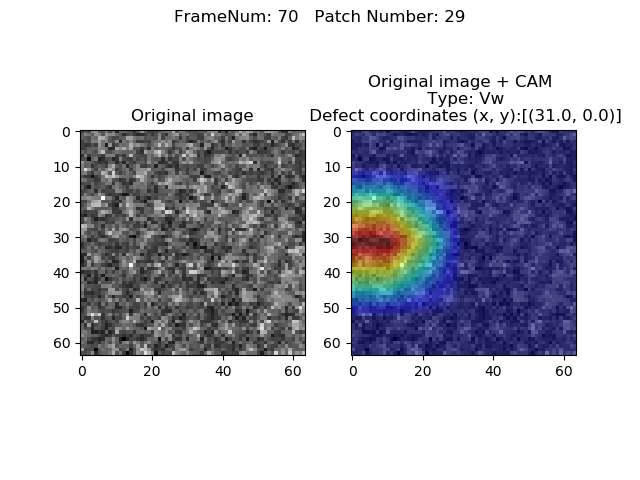 FrameNum: 70   Patch Number: 29
Original image
Original image + CAM
Type: Vw
Defect coordinates (x, y):[(31.0, 0.0)]
0
10
20
30
40
50
60
0 20 40 60
0
10
20
30
40
50
60
0 20 40 60